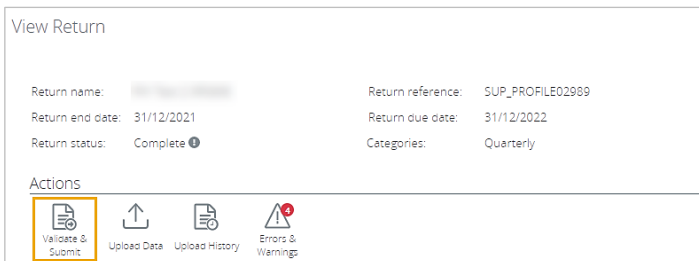 View Return
Return name: Return reference: SUP_PROFILE02989
Return end date: 31/12/2021 Return due date: 31/12/2022
Return status: Complete Categories: Quarterly
Actions
4
Validate & Upload Data Upload History Errors &
Submit Warnings